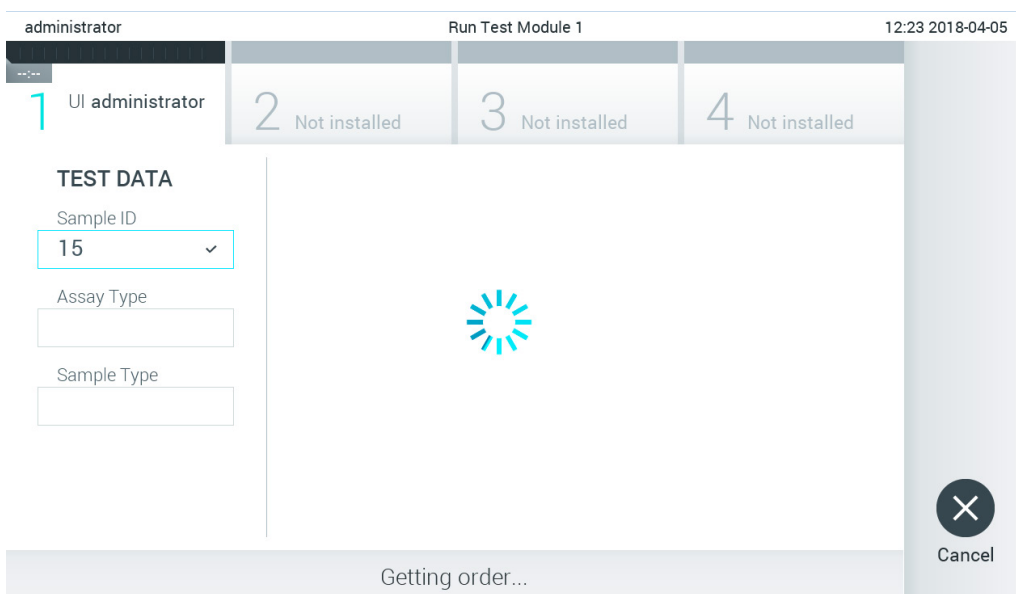 administrator Run Test Module 1 12:23 2018-04-05
--:--
1 UI administrator 2 Not installed 3 Not installed 4 Not installed
TEST DATA
Sample ID
15
Assay Type
Sample Type
Cancel
Getting order...